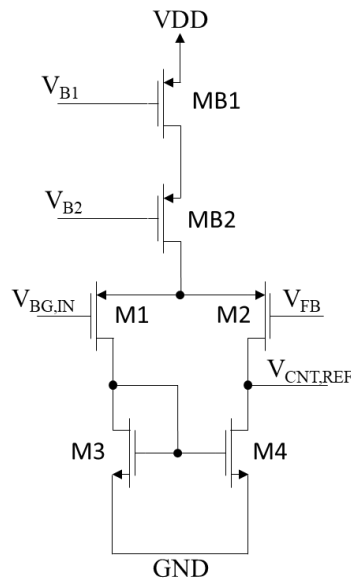 VDD
V_B1
MB1
V_B2
MB2
V_BG,IN
M1
M2
V_FB
V_CNT,REF
M3
M4
GND